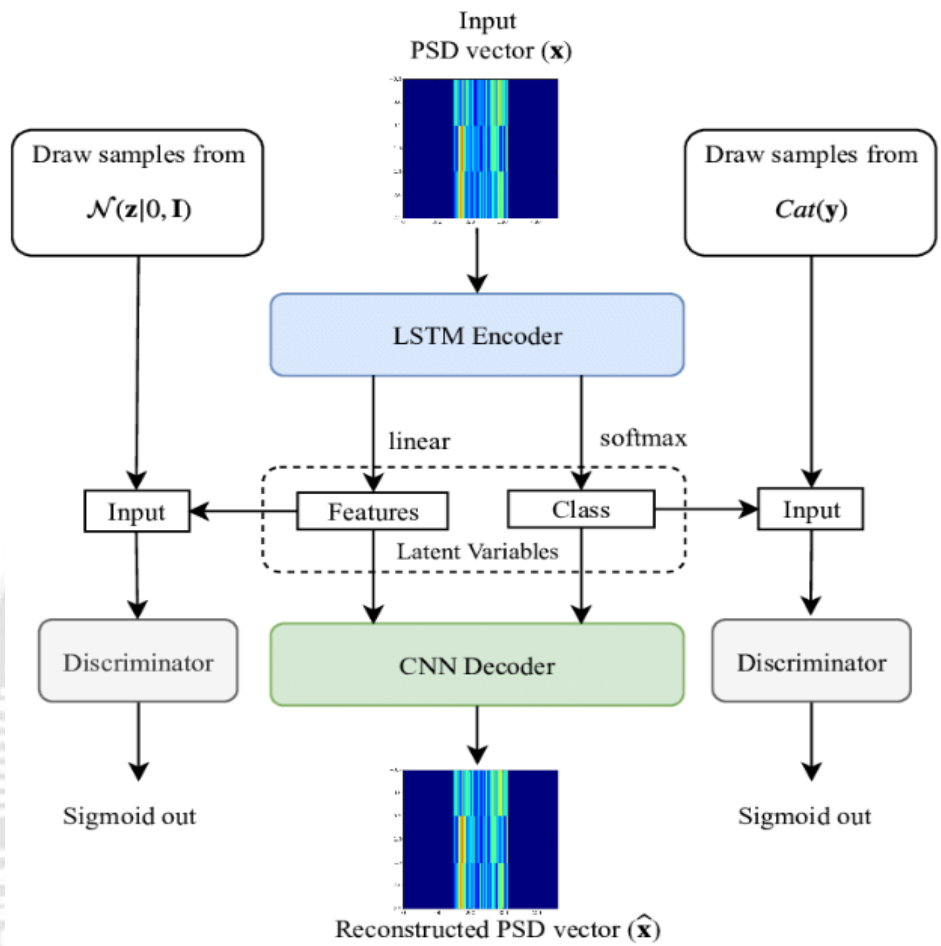 Input
PSD vector (x)
Draw samples from
𝒩(z|0, I)
Draw samples from
Cat(y)
LSTM Encoder
linear
softmax
Input
Features
Class
Input
Latent Variables
Discriminator
CNN Decoder
Discriminator
Sigmoid out
Sigmoid out
Reconstructed PSD vector (x̂)